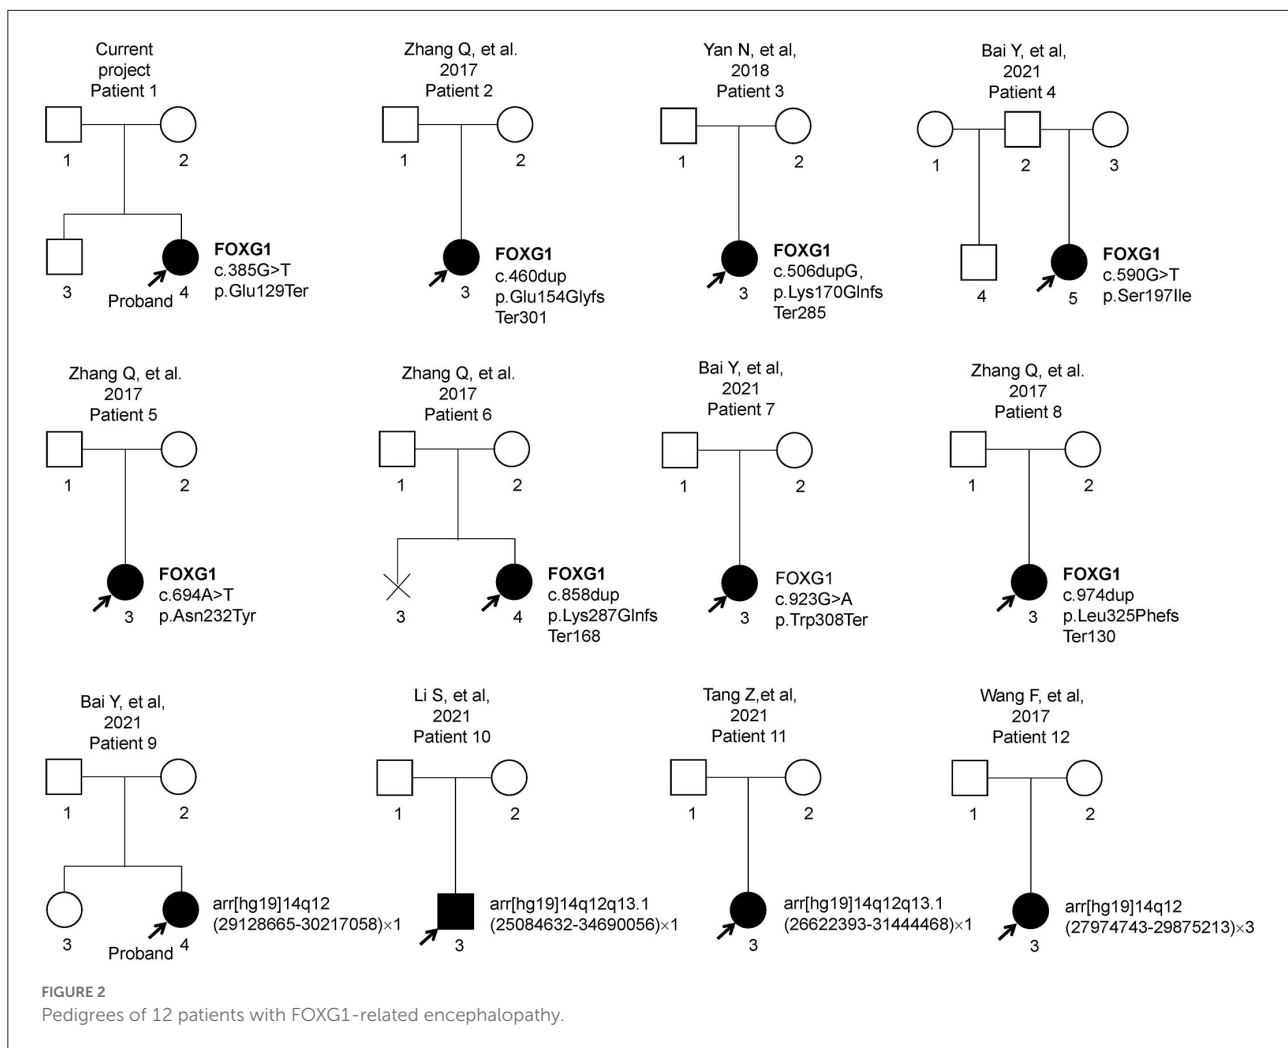 Current
project
Patient 1
1
2
3
Proband
4
FOXG1
c.385G>T
p.Glu129Ter
Zhang Q, et al.
2017
Patient 2
1
2
3
FOXG1
c.460dup
p.Glu154Glyfs
Ter301
Yan N, et al,
2018
Patient 3
1
2
3
FOXG1
c.506dupG,
p.Lys170Glnfs
Ter285
Bai Y, et al,
2021
Patient 4
1
2
3
4
5
FOXG1
c.590G>T
p.Ser197Ile
Zhang Q, et al.
2017
Patient 5
1
2
3
FOXG1
c.694A>T
p.Asn232Tyr
Zhang Q, et al.
2017
Patient 6
1
2
3
4
FOXG1
c.858dup
p.Lys287Glnfs
Ter168
Bai Y, et al,
2021
Patient 7
1
2
3
FOXG1
c.923G>A
p.Trp308Ter
Zhang Q, et al.
2017
Patient 8
1
2
3
FOXG1
c.974dup
p.Leu325Phefs
Ter130
Bai Y, et al,
2021
Patient 9
1
2
3
Proband
4
arr[hg19]14q12
(29128665-30217058)×1
Li S, et al,
2021
Patient 10
1
2
3
arr[hg19]14q12q13.1
(25084632-34690056)×1
Tang Z,et al,
2021
Patient 11
1
2
3
arr[hg19]14q12q13.1
(26622393-31444468)×1
Wang F, et al,
2017
Patient 12
1
2
3
arr[hg19]14q12
(27974743-29875213)×3
FIGURE 2
Pedigrees of 12 patients with FOXG1-related encephalopathy.